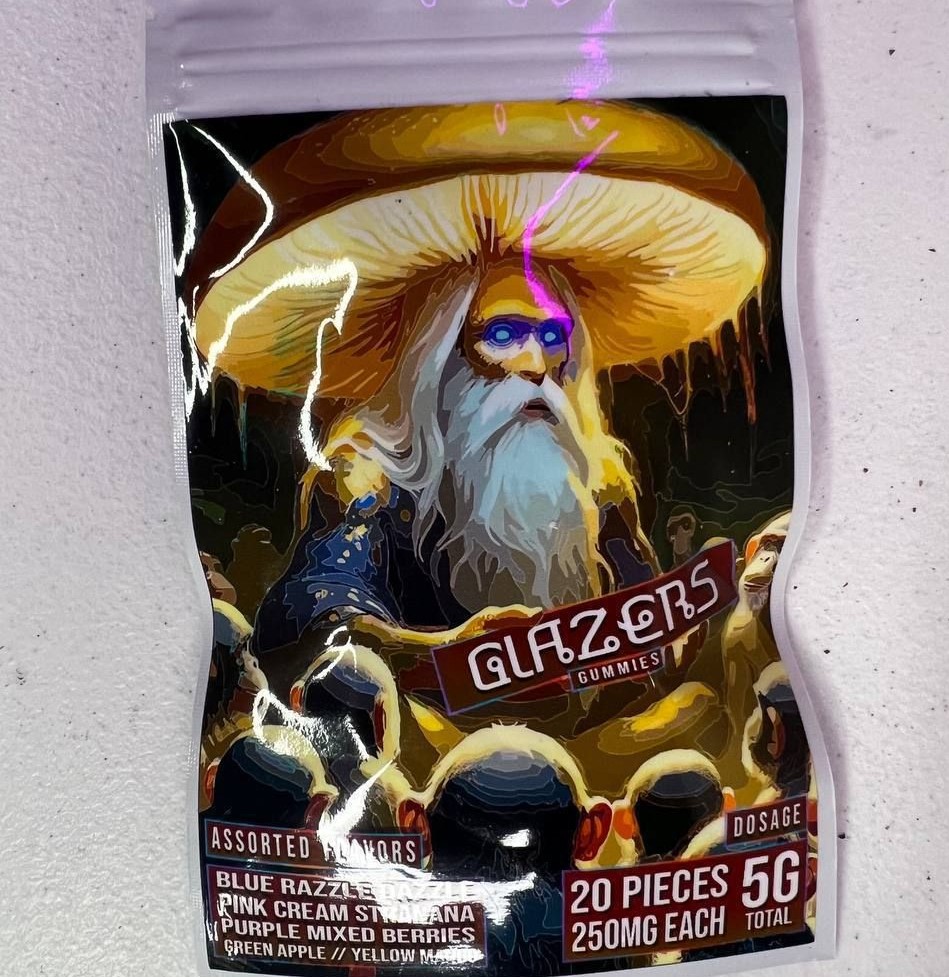 GLAZERS
GUMMIES
ASSORTED FLAVORS
BLUE RAZZLE DAZZLE
PINK CREAM
PURPLE MIXED BERRIES
GREEN APPLE // YELLOW
DOSAGE
20 PIECES
250MG EACH
5G
TOTAL